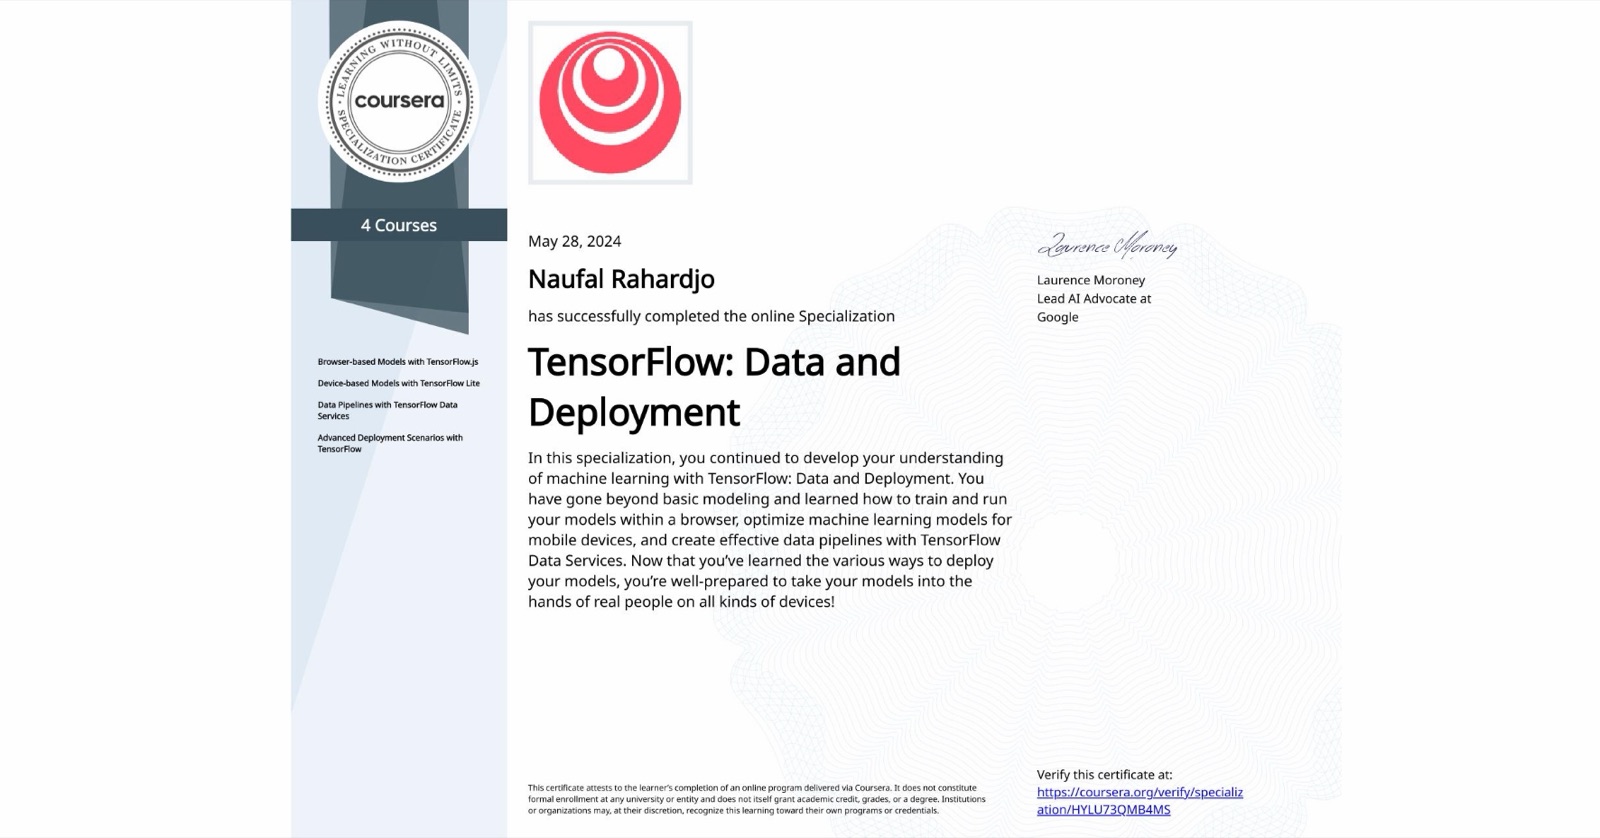 LEARNING WITHOUT LIMITS
coursera
SPECIALIZATION CERTIFICATE
4 Courses
Browser-based Models with TensorFlow.js
Device-based Models with TensorFlow Lite
Data Pipelines with TensorFlow Data
Services
Advanced Deployment Scenarios with
TensorFlow
May 28, 2024
Naufal Rahardjo
has successfully completed the online Specialization
TensorFlow: Data and
Deployment
In this specialization, you continued to develop your understanding
of machine learning with TensorFlow: Data and Deployment. You
have gone beyond basic modeling and learned how to train and run
your models within a browser, optimize machine learning models for
mobile devices, and create effective data pipelines with TensorFlow
Data Services. Now that you’ve learned the various ways to deploy
your models, you’re well-prepared to take your models into the
hands of real people on all kinds of devices!
Laurence Moroney
Laurence Moroney
Lead AI Advocate at
Google
This certificate attests to the learner's completion of an online program delivered via Coursera. It does not constitute
formal enrollment at any university or entity and does not itself grant academic credit, grades, or a degree. Institutions
or organizations may, at their discretion, recognize this learning toward their own programs or credentials.
Verify this certificate at:
https://coursera.org/verify/specializ
ation/HYLU73QMB4MS